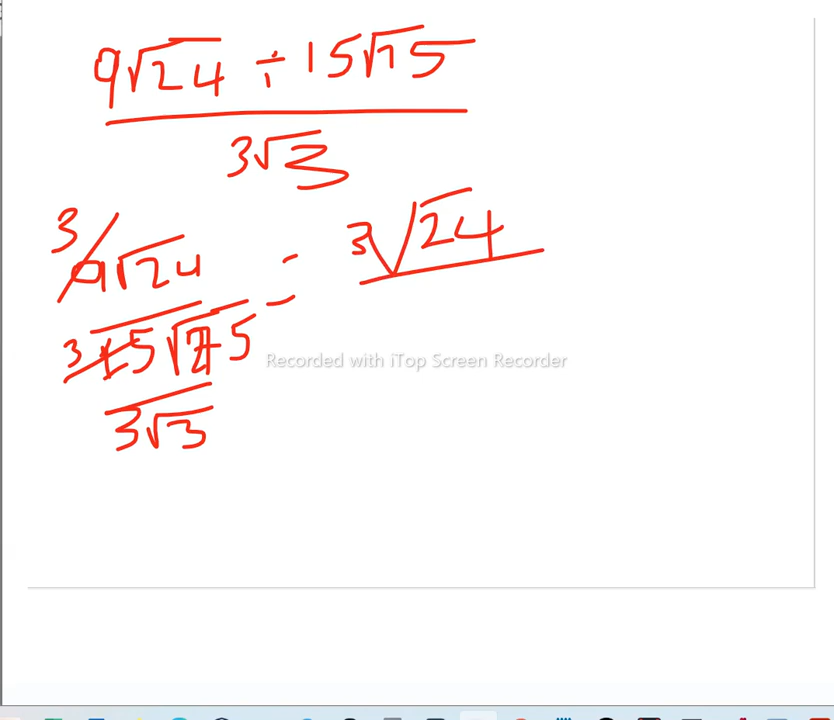 9√24 ÷ 15√75
3√3
3
9√24 = 3√24
3 15√75
3√3
Recorded with iTop Screen Recorder